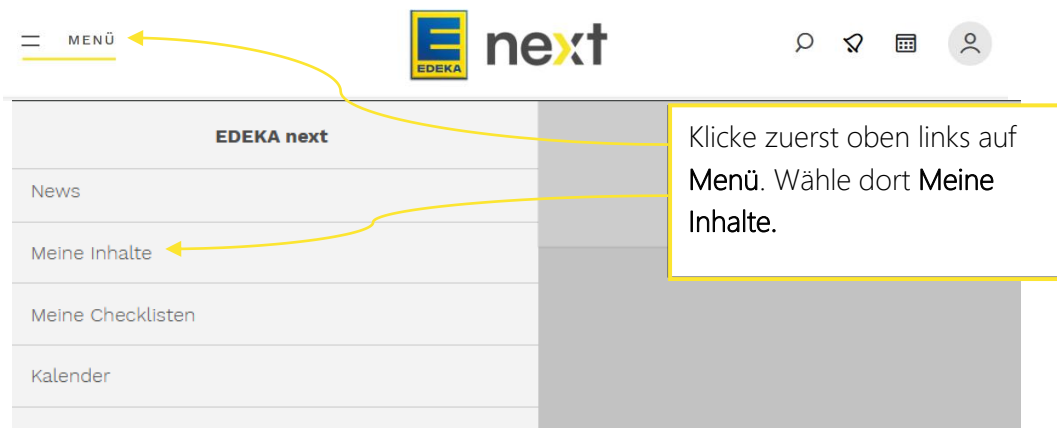 MENÜ
EDEKA
next
EDEKA next
News
Meine Inhalte
Meine Checklisten
Kalender
Klicke zuerst oben links auf
Menü. Wähle dort Meine
Inhalte.